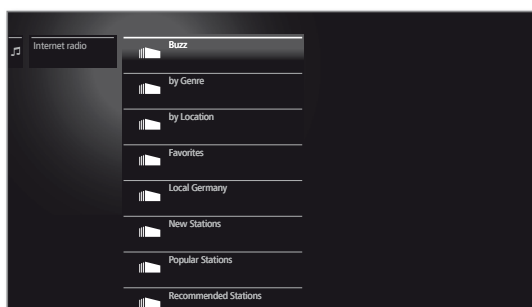 Internet radio
Buzz
by Genre
by Location
Favorites
Local Germany
New Stations
Popular Stations
Recommended Stations